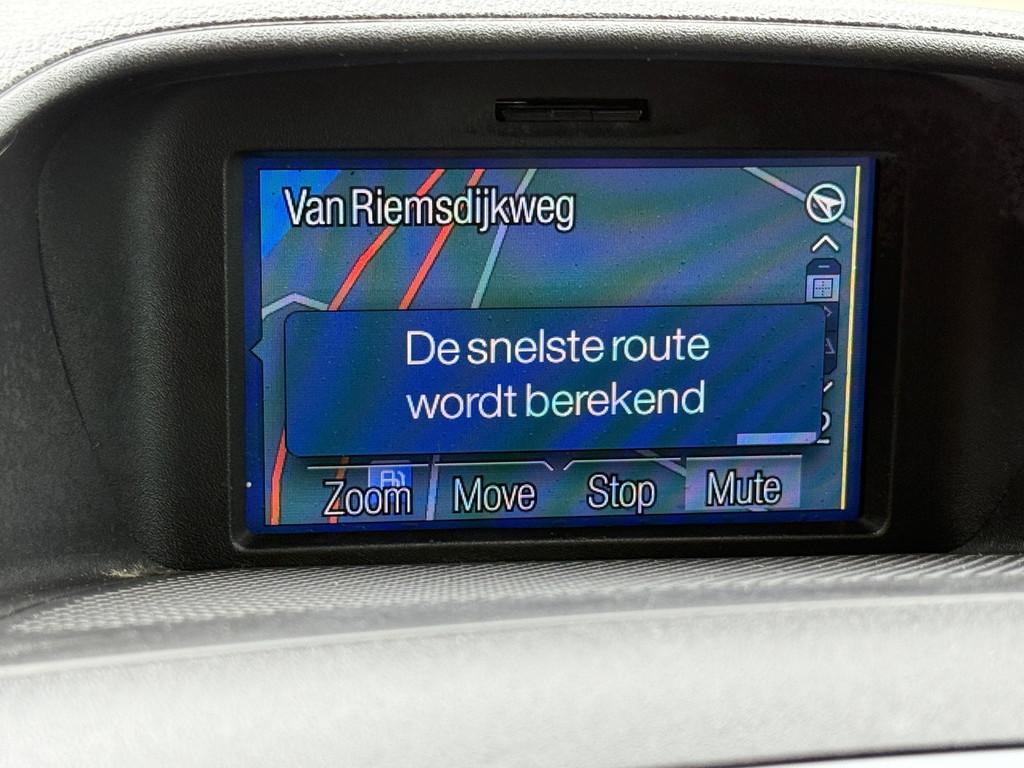 Van Riemsdijkweg
De snelste route
wordt berekend
Zoom Move Stop Mute